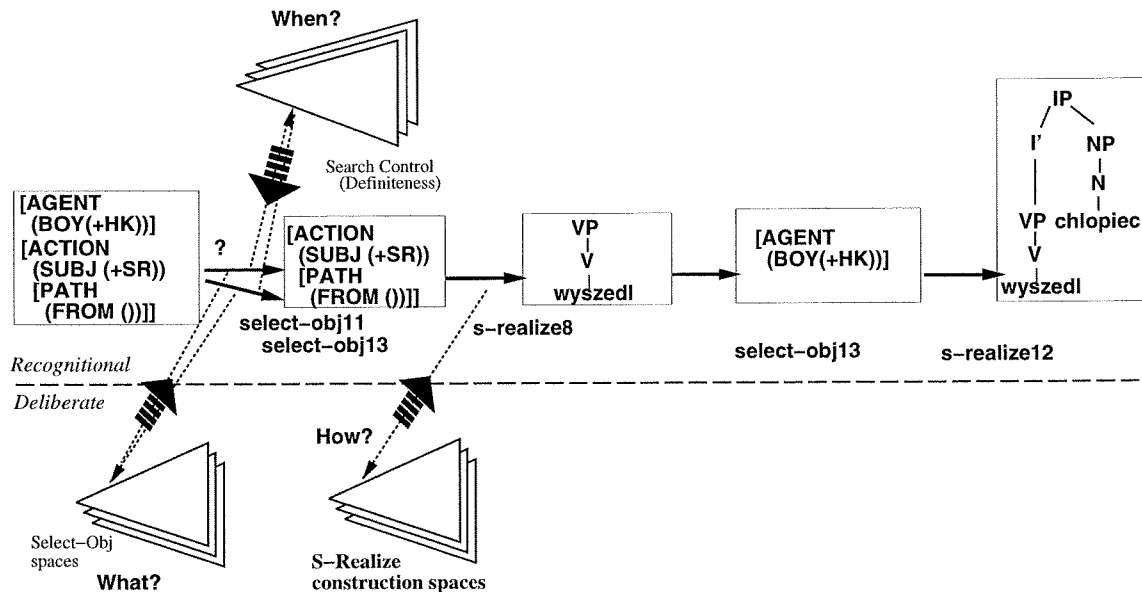 When?
Search Control
(Definiteness)
[AGENT
(BOY(+HK))]
[ACTION
(SUBJ (+SR))
[PATH
(FROM ())]]
?
[ACTION
(SUBJ (+SR))
[PATH
(FROM ())]]
select-obj11
select-obj13
VP
V
wyszedl
s-realize8
[AGENT
(BOY(+HK))]
select-obj13
IP
I'
NP
N
VP
chlopiec
V
wyszedl
s-realize12
Recognitional
Deliberate
How?
Select-Obj
spaces
What?
S-Realize
construction spaces